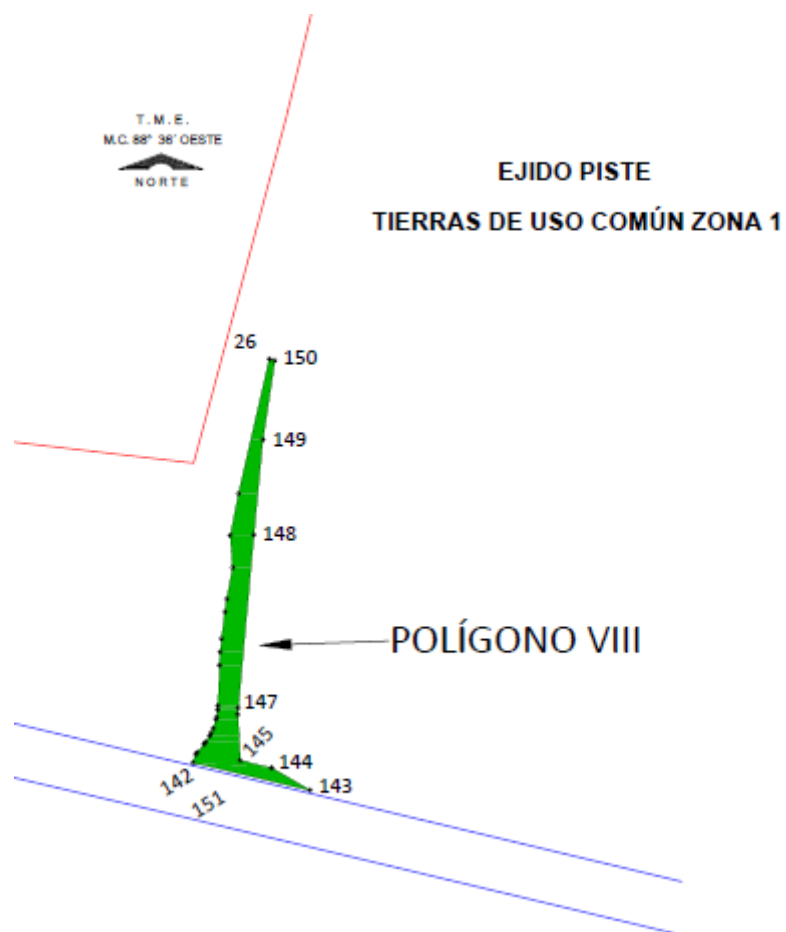 T.M.E.
M.C. 88° 36' OESTE
NORTE
EJIDO PISTE
TIERRAS DE USO COMÚN ZONA 1
26
150
149
148
POLÍGONO VIII
147
145
144
143
142
151